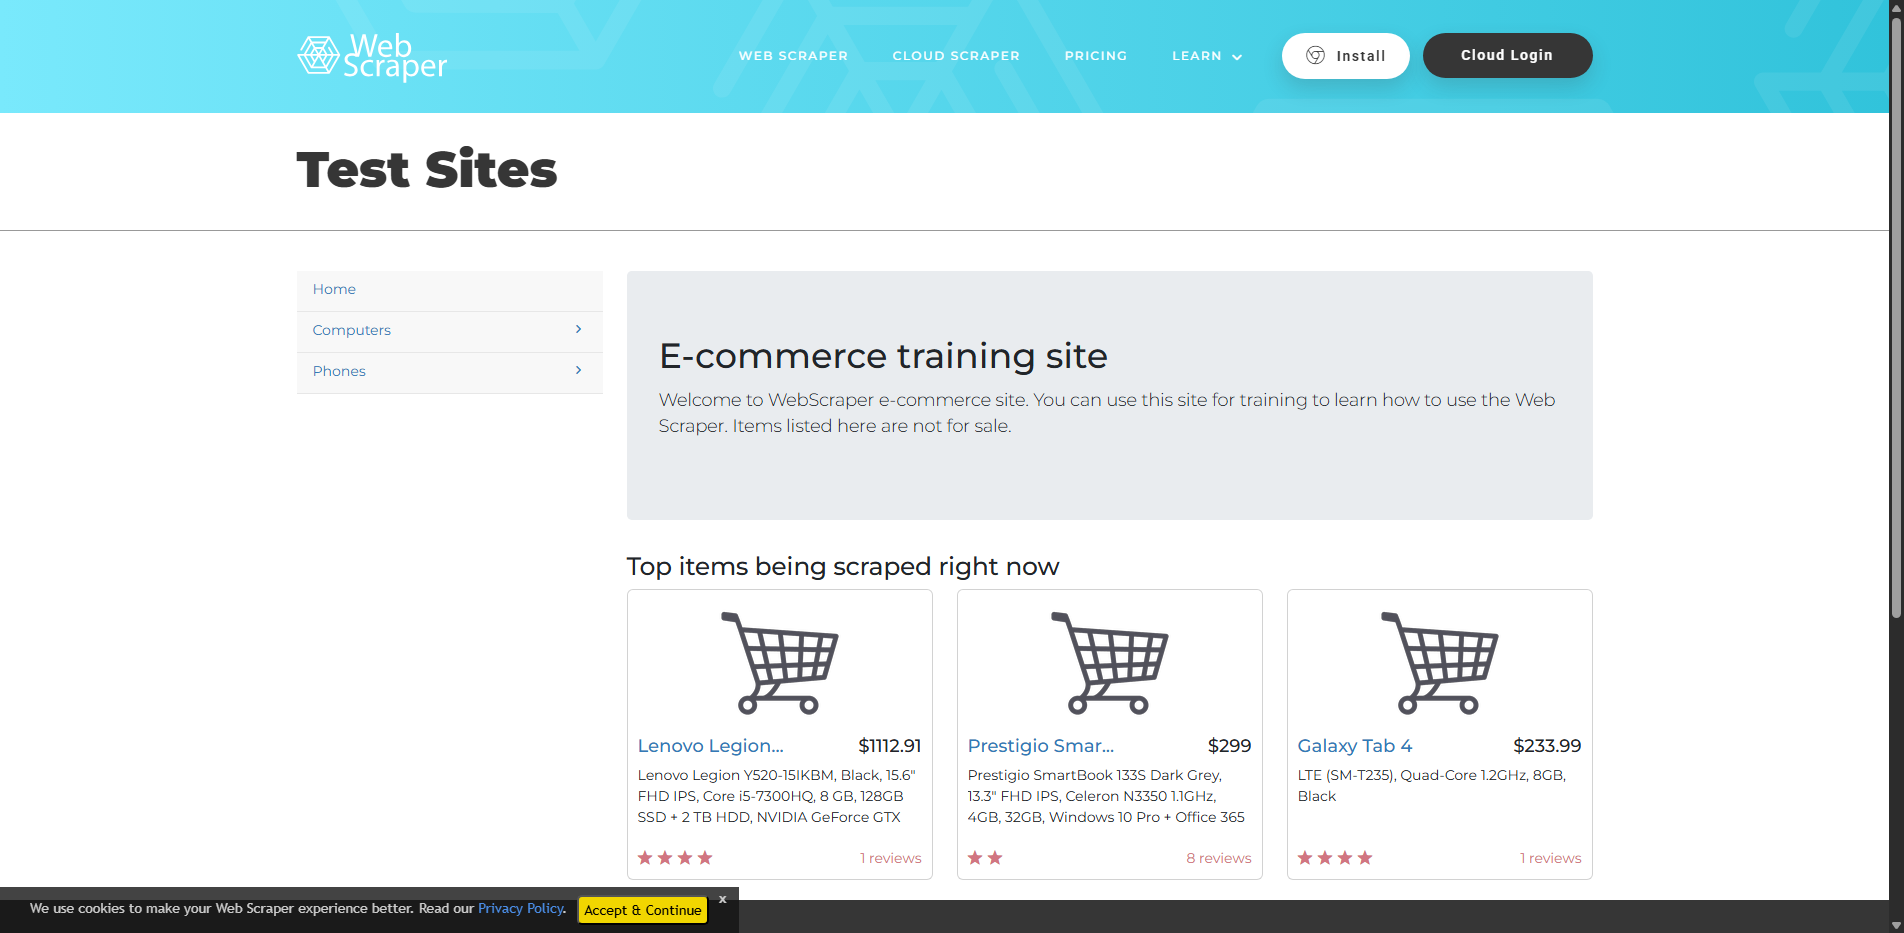 Web
Scraper
WEB SCRAPER
CLOUD SCRAPER
PRICING
LEARN
Install
Cloud Login
Test Sites
Home
Computers
Phones
E-commerce training site
Welcome to WebScraper e-commerce site. You can use this site for training to learn how to use the Web
Scraper. Items listed here are not for sale.
Top items being scraped right now
Lenovo Legion... $1112.91
Lenovo Legion Y520-15IKBM, Black, 15.6"
FHD IPS, Core i5-7300HQ, 8 GB, 128GB
SSD + 2 TB HDD, NVIDIA GeForce GTX
1 reviews
Prestigio Smar... $299
Prestigio SmartBook 133S Dark Grey,
13.3" FHD IPS, Celeron N3350 1.1GHz,
4GB, 32GB, Windows 10 Pro + Office 365
8 reviews
Galaxy Tab 4 $233.99
LTE (SM-T235), Quad-Core 1.2GHz, 8GB,
Black
1 reviews
We use cookies to make your Web Scraper experience better. Read our Privacy Policy. Accept & Continue x